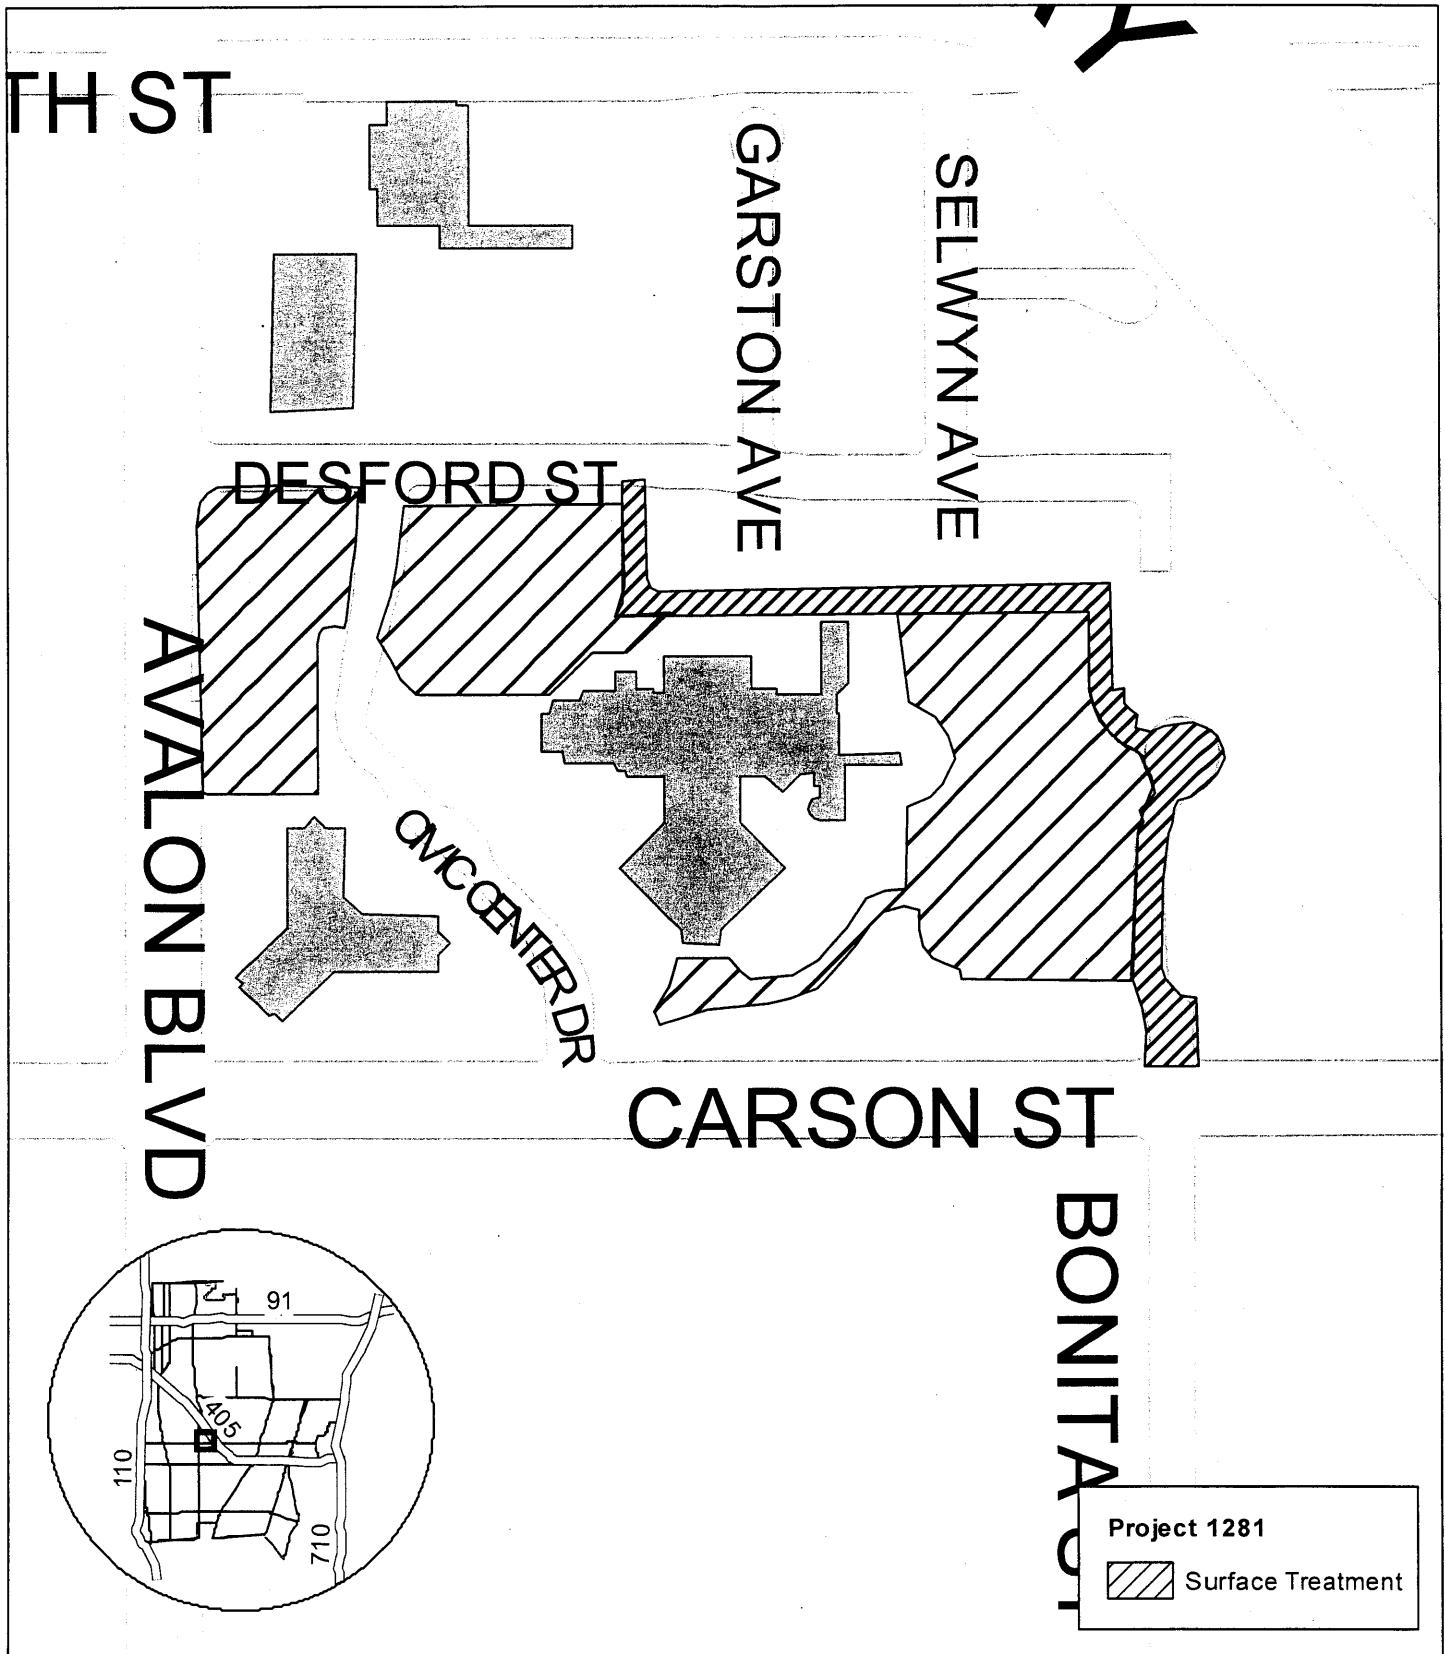 TH ST
Y
GARSTON AVE
SELWYN AVE
DESFORD ST
AVALON BLVD
CIVIC CENTER DR
CARSON ST
BONITA ST
91
405
110
710
Project 1281
Surface Treatment